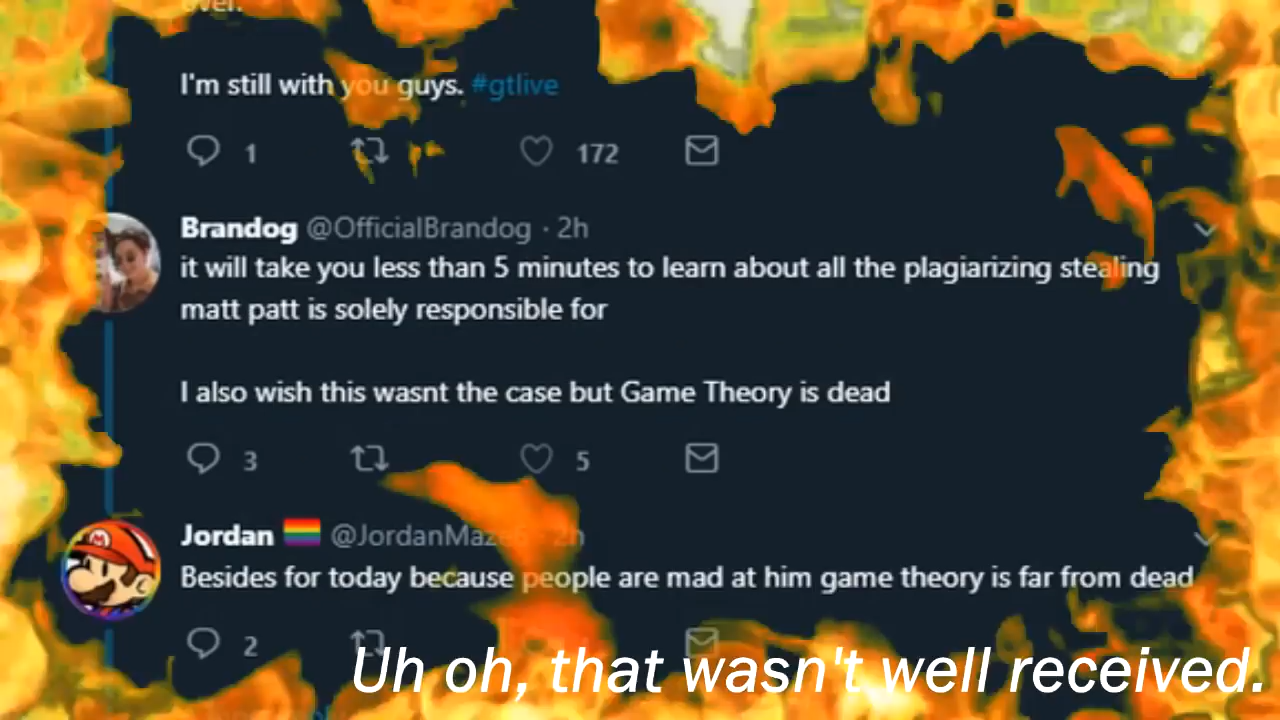 over.
I'm still with you guys. #gtlive
1 172
Brandog @OfficialBrandog · 2h
it will take you less than 5 minutes to learn about all the plagiarizing stealing
matt patt is solely responsible for
I also wish this wasnt the case but Game Theory is dead
3 5
Jordan @JordanMaze 2h
Besides for today because people are mad at him game theory is far from dead
2
Uh oh, that wasn't well received.